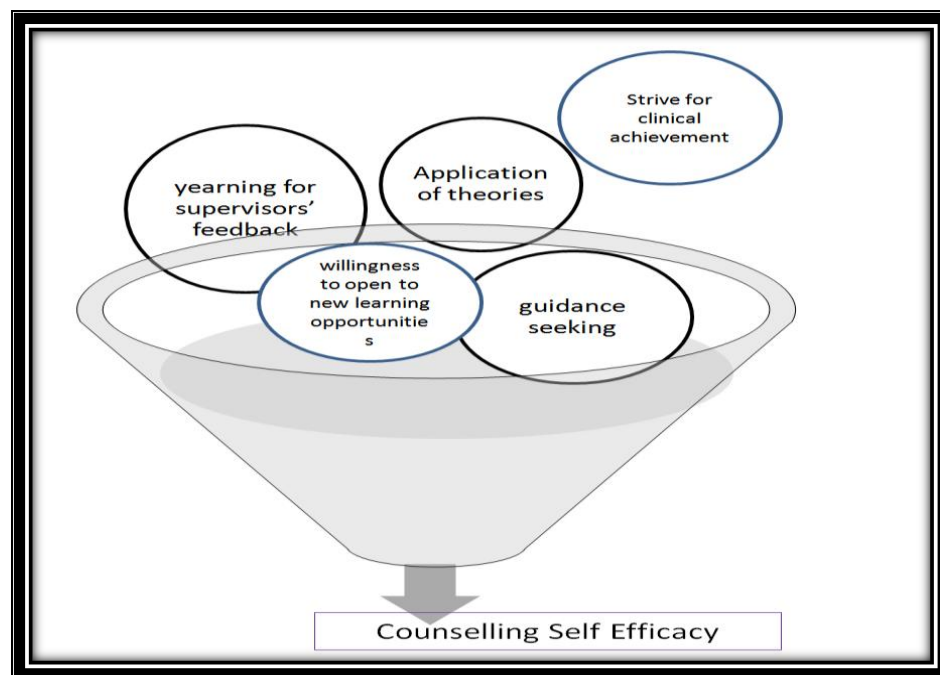 Strive for
clinical
achievement
Application
of theories
yearning for
supervisors’
feedback
willingness
to open to
new learning
opportunitie
s
guidance
seeking
Counselling Self Efficacy